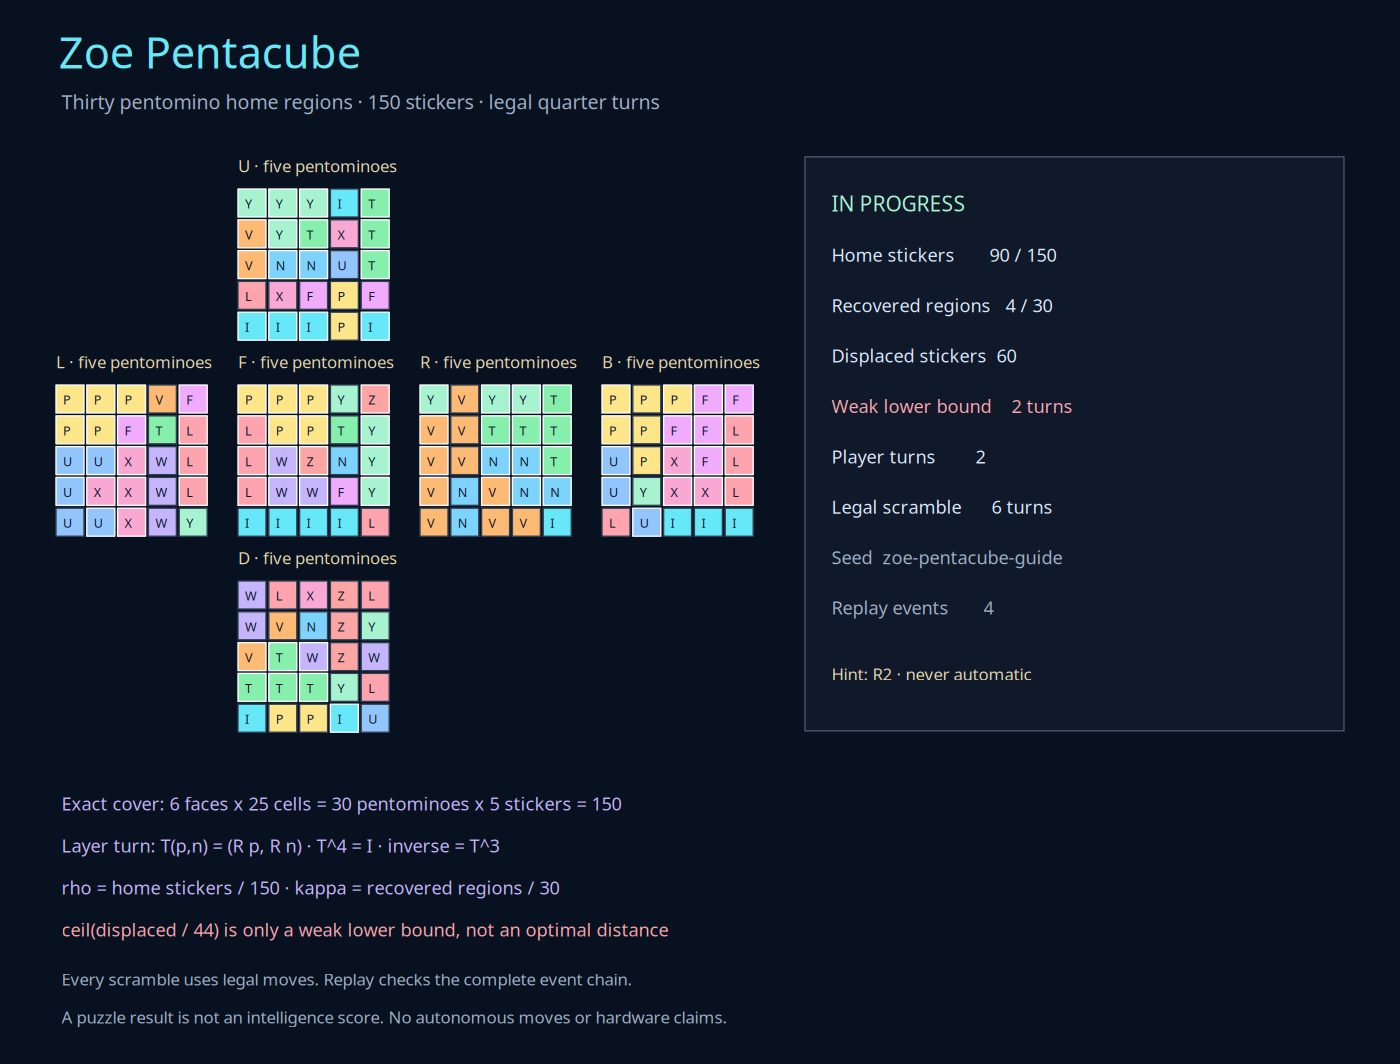 Zoe Pentacube
Thirty pentomino home regions · 150 stickers · legal quarter turns
U · five pentominoes
Y Y Y I T
V Y T X T
V N N U T
L X F P F
I I I P I
L · five pentominoes
P P P V F
P P F T L
U U X W L
U X X W L
U U X W Y
F · five pentominoes
P P P Y Z
L P P T Y
L W Z N Y
L W W F Y
I I I I L
R · five pentominoes
Y V Y Y T
V V T T T
V V N N T
V N V N N
V N V V I
B · five pentominoes
P P P F F
P P F F L
U P X F L
U Y X X L
L U I I I
D · five pentominoes
W L X Z L
W V N Z Y
V T W Z W
T T T Y L
I P P I U
IN PROGRESS
Home stickers 90 / 150
Recovered regions 4 / 30
Displaced stickers 60
Weak lower bound 2 turns
Player turns 2
Legal scramble 6 turns
Seed zoe-pentacube-guide
Replay events 4
Hint: R2 · never automatic
Exact cover: 6 faces x 25 cells = 30 pentominoes x 5 stickers = 150
Layer turn: T(p,n) = (R p, R n) · T^4 = I · inverse = T^3
rho = home stickers / 150 · kappa = recovered regions / 30
ceil(displaced / 44) is only a weak lower bound, not an optimal distance
Every scramble uses legal moves. Replay checks the complete event chain.
A puzzle result is not an intelligence score. No autonomous moves or hardware claims.